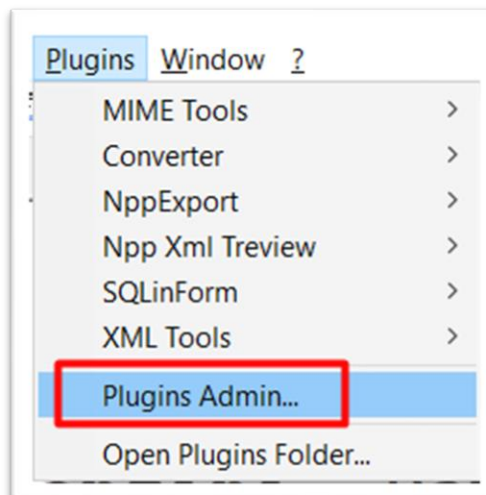 Plugins Window ?
MIME Tools
Converter
NppExport
Npp Xml Treview
SQLinForm
XML Tools
Plugins Admin...
Open Plugins Folder...